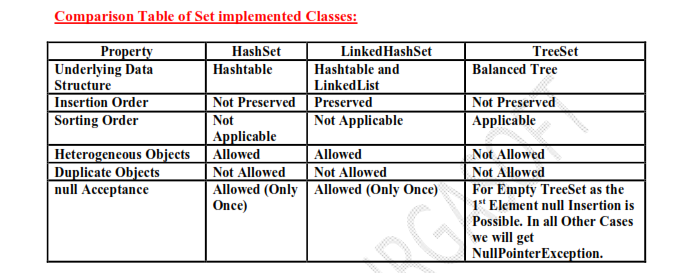 Comparison Table of Set implemented Classes:
Property HashSet LinkedHashSet TreeSet
Underlying Data Structure Hashtable Hashtable and LinkedList Balanced Tree
Insertion Order Not Preserved Preserved Not Preserved
Sorting Order Not Applicable Not Applicable Applicable
Heterogeneous Objects Allowed Allowed Not Allowed
Duplicate Objects Not Allowed Not Allowed Not Allowed
null Acceptance Allowed (Only Once) Allowed (Only Once) For Empty TreeSet as the 1st Element null Insertion is Possible. In all Other Cases we will get NullPointerException.